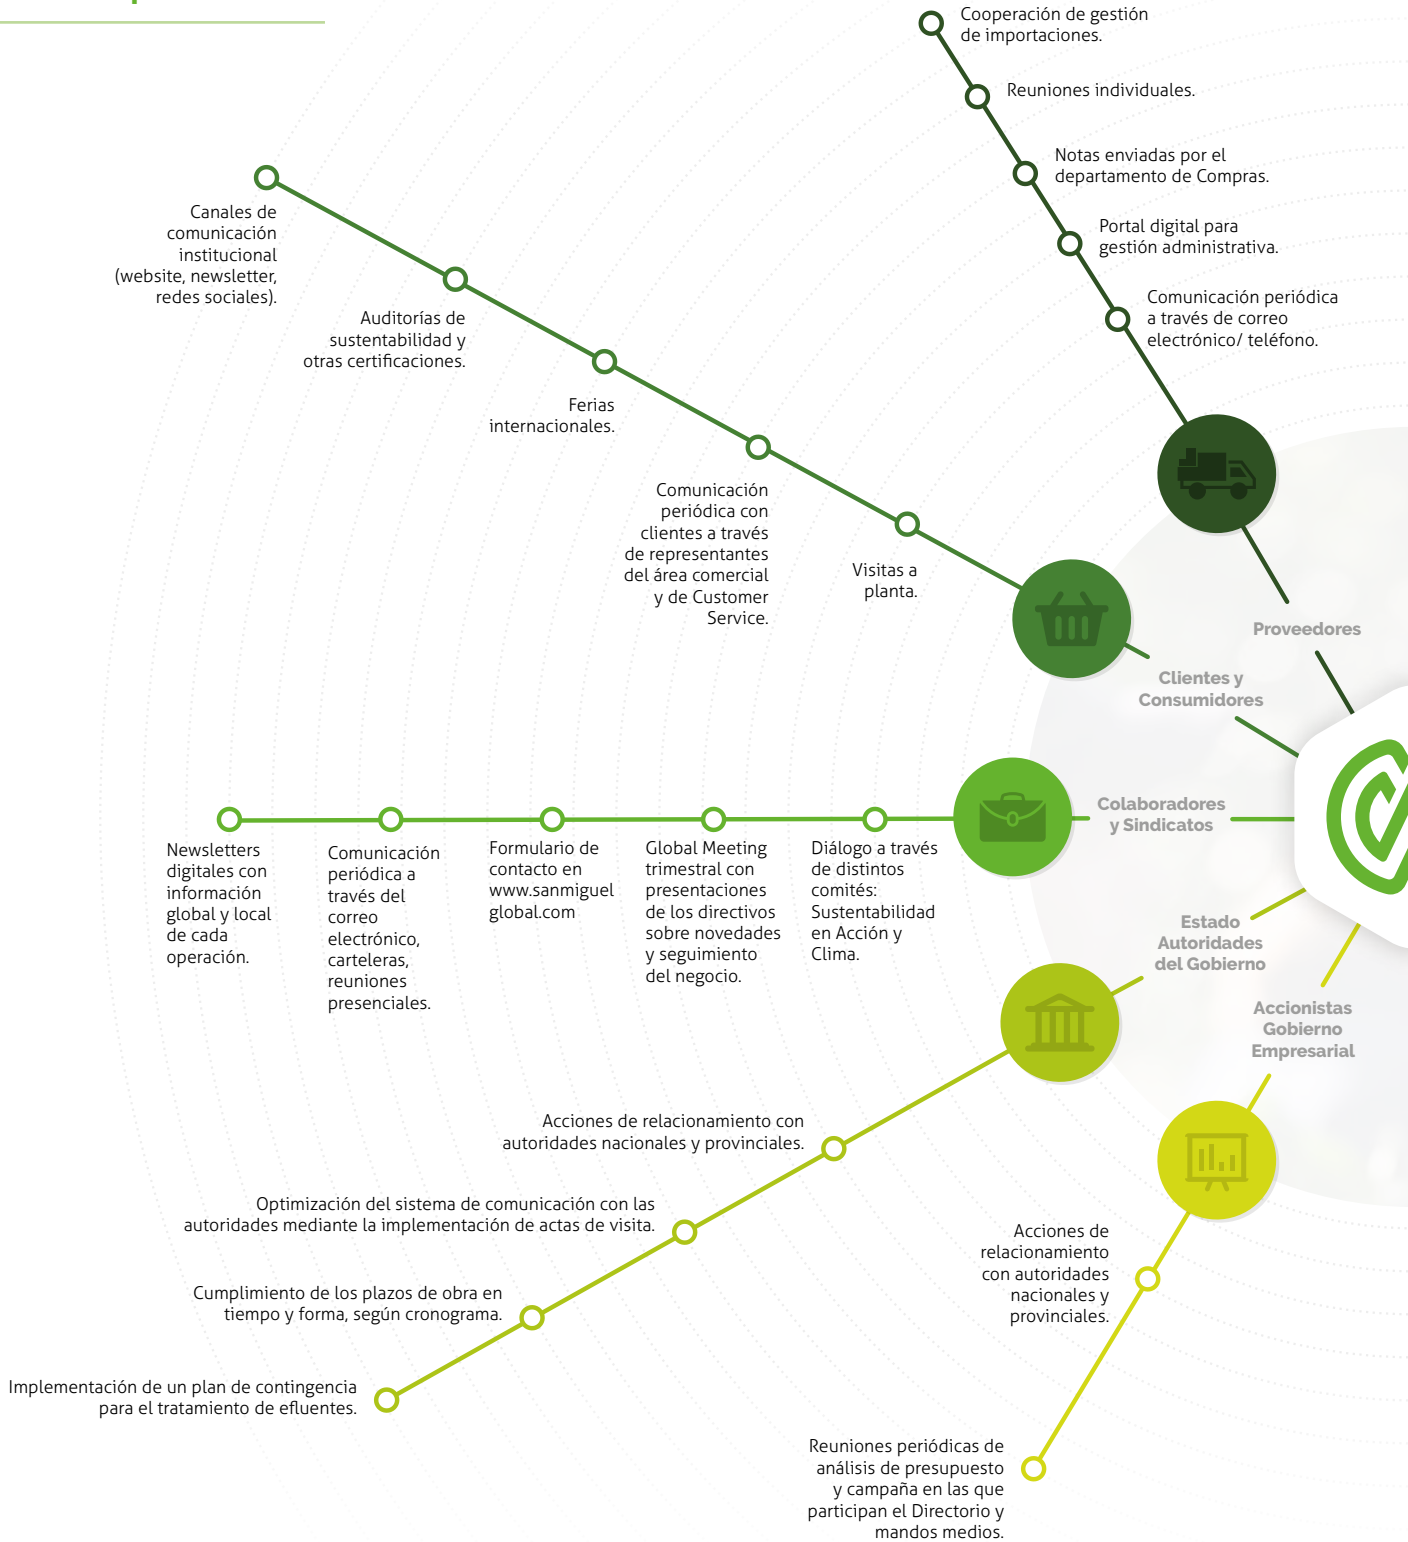 Cooperación de gestión
de importaciones.
Reuniones individuales.
Notas enviadas por el
departamento de Compras.
Portal digital para
gestión administrativa.
Comunicación periódica
a través de correo
electrónico/ teléfono.
Proveedores
Canales de
comunicación
institucional
(website, newsletter,
redes sociales).
Auditorías de
sustentabilidad y
otras certificaciones.
Ferias
internacionales.
Comunicación
periódica con
clientes a través
de representantes
del área comercial
y de Customer
Service.
Visitas a
planta.
Clientes y
Consumidores
Newsletters
digitales con
información
global y local
de cada
operación.
Comunicación
periódica a
través del
correo
electrónico,
carteleras,
reuniones
presenciales.
Formulario de
contacto en
www.sanmiguel
global.com
Global Meeting
trimestral con
presentaciones
de los directivos
sobre novedades
y seguimiento
del negocio.
Diálogo a través
de distintos
comités:
Sustentabilidad
en Acción y
Clima.
Colaboradores
y Sindicatos
Estado
Autoridades
del Gobierno
Acciones de relacionamiento con
autoridades nacionales y provinciales.
Optimización del sistema de comunicación con las
autoridades mediante la implementación de actas de visita.
Cumplimiento de los plazos de obra en
tiempo y forma, según cronograma.
Implementación de un plan de contingencia
para el tratamiento de efluentes.
Accionistas
Gobierno
Empresarial
Acciones de
relacionamiento
con autoridades
nacionales y
provinciales.
Reuniones periódicas de
análisis de presupuesto
y campaña en las que
participan el Directorio y
mandos medios.